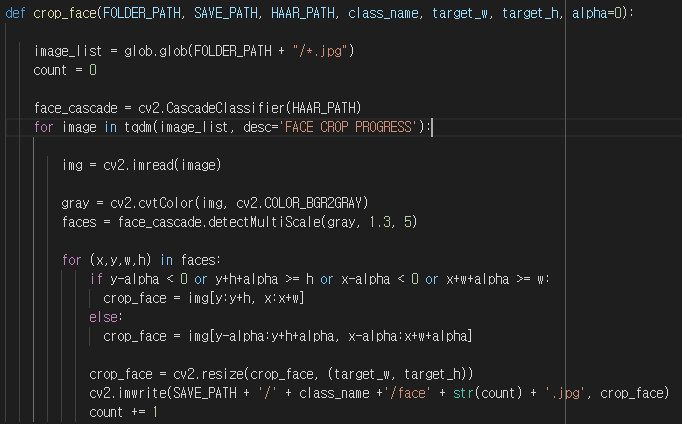 def crop_face(FOLDER_PATH, SAVE_PATH, HAAR_PATH, class_name, target_w, target_h, alpha=0):
image_list = glob.glob(FOLDER_PATH + "/*.jpg")
count = 0
face_cascade = cv2.CascadeClassifier(HAAR_PATH)
for image in tqdm(image_list, desc='FACE CROP PROGRESS'):
img = cv2.imread(image)
gray = cv2.cvtColor(img, cv2.COLOR_BGR2GRAY)
faces = face_cascade.detectMultiScale(gray, 1.3, 5)
for (x,y,w,h) in faces:
if y-alpha < 0 or y+h+alpha >= h or x-alpha < 0 or x+w+alpha >= w:
crop_face = img[y:y+h, x:x+w]
else:
crop_face = img[y-alpha:y+h+alpha, x-alpha:x+w+alpha]
crop_face = cv2.resize(crop_face, (target_w, target_h))
cv2.imwrite(SAVE_PATH + '/' + class_name +'/face' + str(count) + '.jpg', crop_face)
count += 1